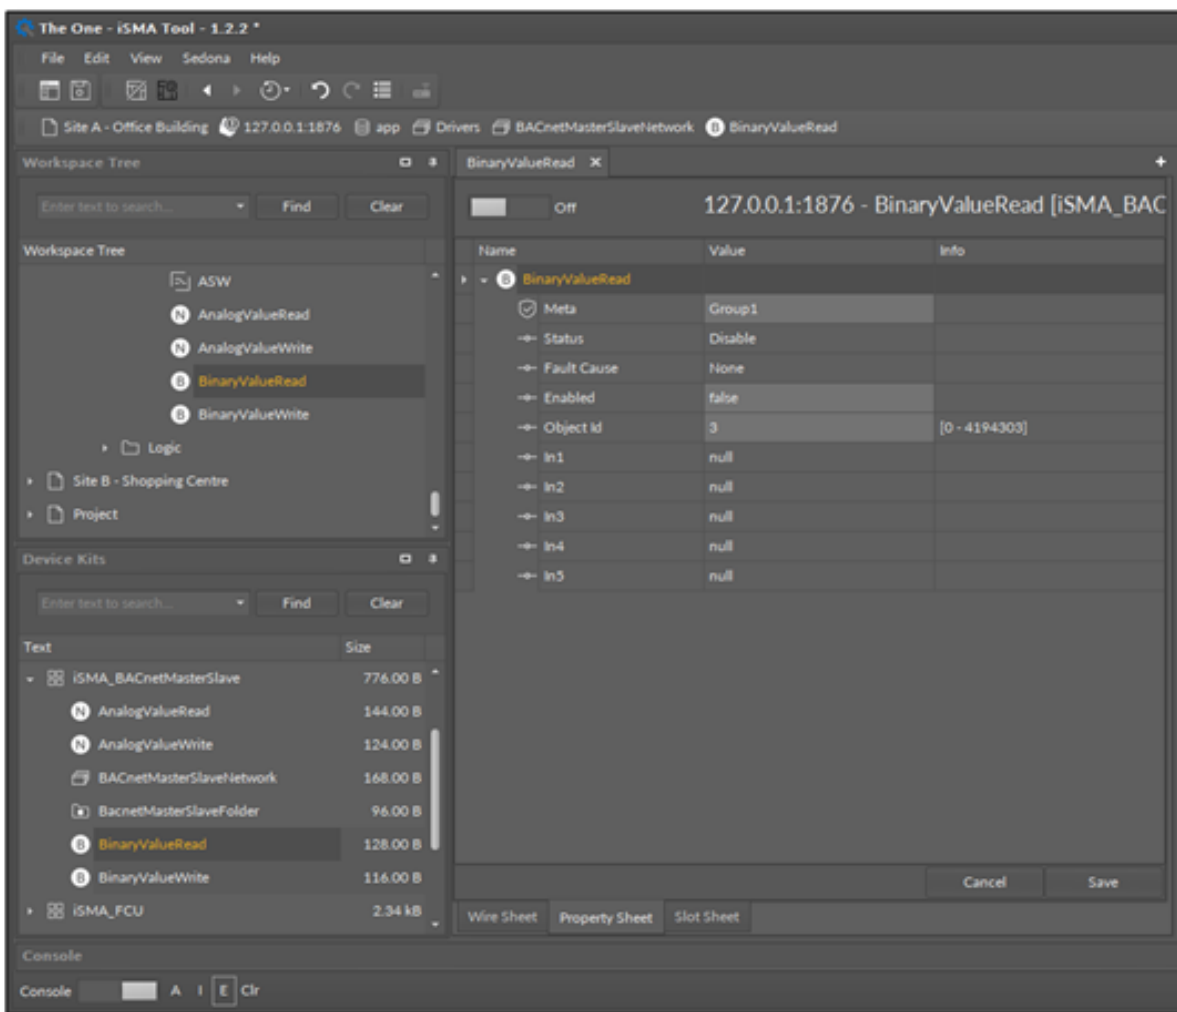 The One - iSMA Tool - 1.2.2 *
File Edit View Sedona Help
Site A - Office Building 127.0.0.1:1876 app Drivers BACnetMasterSlaveNetwork B BinaryValueRead
Workspace Tree
Enter text to search... Find Clear
Workspace Tree
ASW
N AnalogValueRead
N AnalogValueWrite
B BinaryValueRead
B BinaryValueWrite
Logic
Site B - Shopping Centre
Project
Device Kits
Enter text to search... Find Clear
Text Size
iSMA_BACnetMasterSlave 776.00 B
N AnalogValueRead 144.00 B
N AnalogValueWrite 124.00 B
BACnetMasterSlaveNetwork 168.00 B
BacnetMasterSlaveFolder 96.00 B
B BinaryValueRead 128.00 B
B BinaryValueWrite 116.00 B
iSMA_FCU 2.34 kB
BinaryValueRead X +
Off 127.0.0.1:1876 - BinaryValueRead [iSMA_BAC
Name Value Info
B BinaryValueRead
Meta Group1
Status Disable
Fault Cause None
Enabled false
Object Id 3 [0 - 4194303]
In1 null
In2 null
In3 null
In4 null
In5 null
Cancel Save
Wire Sheet Property Sheet Slot Sheet
Console
Console A I E Clr